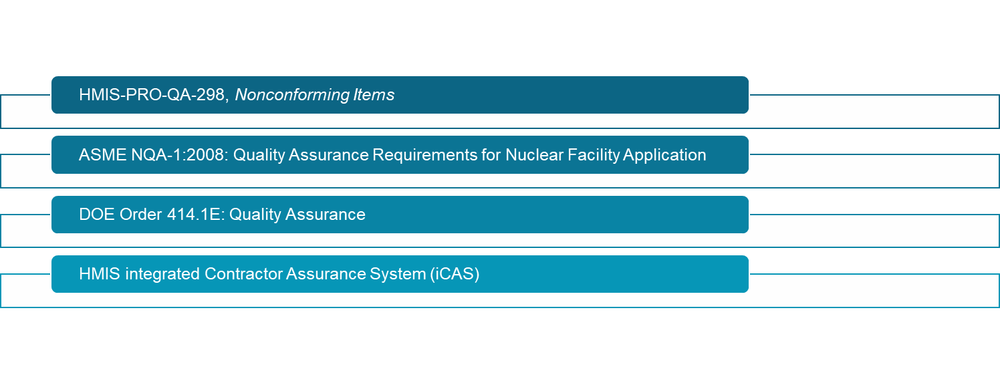 HMIS-PRO-QA-298, Nonconforming Items
ASME NQA-1:2008: Quality Assurance Requirements for Nuclear Facility Application
DOE Order 414.1E: Quality Assurance
HMIS integrated Contractor Assurance System (iCAS)